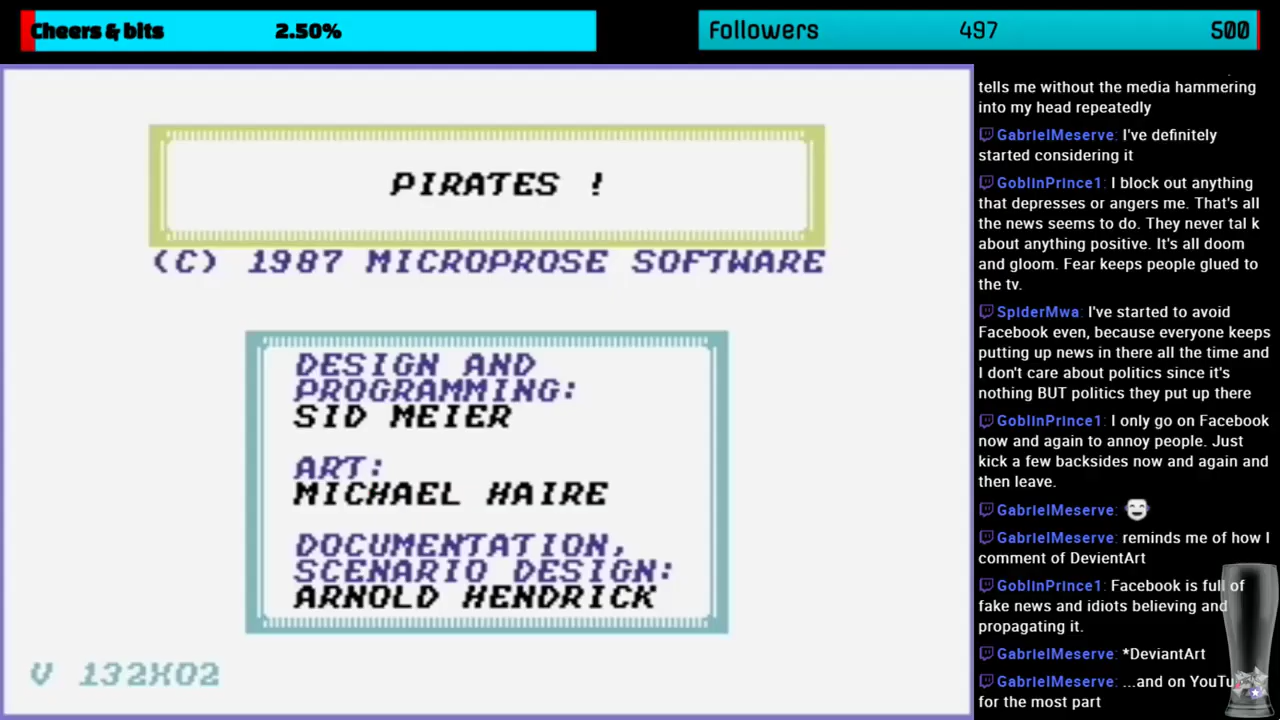 Cheers & bits 2.50%
Followers 497 500
PIRATES !
(C) 1987 MICROPROSE SOFTWARE
DESIGN AND
PROGRAMMING:
SID MEIER
ART:
MICHAEL HAIRE
DOCUMENTATION,
SCENARIO DESIGN:
ARNOLD HENDRICK
V 132X02
tells me without the media hammering
into my head repeatedly
GabrielMeserve: I've definitely
started considering it
GoblinPrince1: I block out anything
that depresses or angers me. That's all
the news seems to do. They never tal k
about anything positive. It's all doom
and gloom. Fear keeps people glued to
the tv.
SpiderMwa: I've started to avoid
Facebook even, because everyone keeps
putting up news in there all the time and
I don't care about politics since it's
nothing BUT politics they put up there
GoblinPrince1: I only go on Facebook
now and again to annoy people. Just
kick a few backsides now and again and
then leave.
GabrielMeserve:
GabrielMeserve: reminds me of how I
comment of DevientArt
GoblinPrince1: Facebook is full of
fake news and idiots believing and
propagating it.
GabrielMeserve: *DeviantArt
GabrielMeserve: ...and on YouTu
for the most part